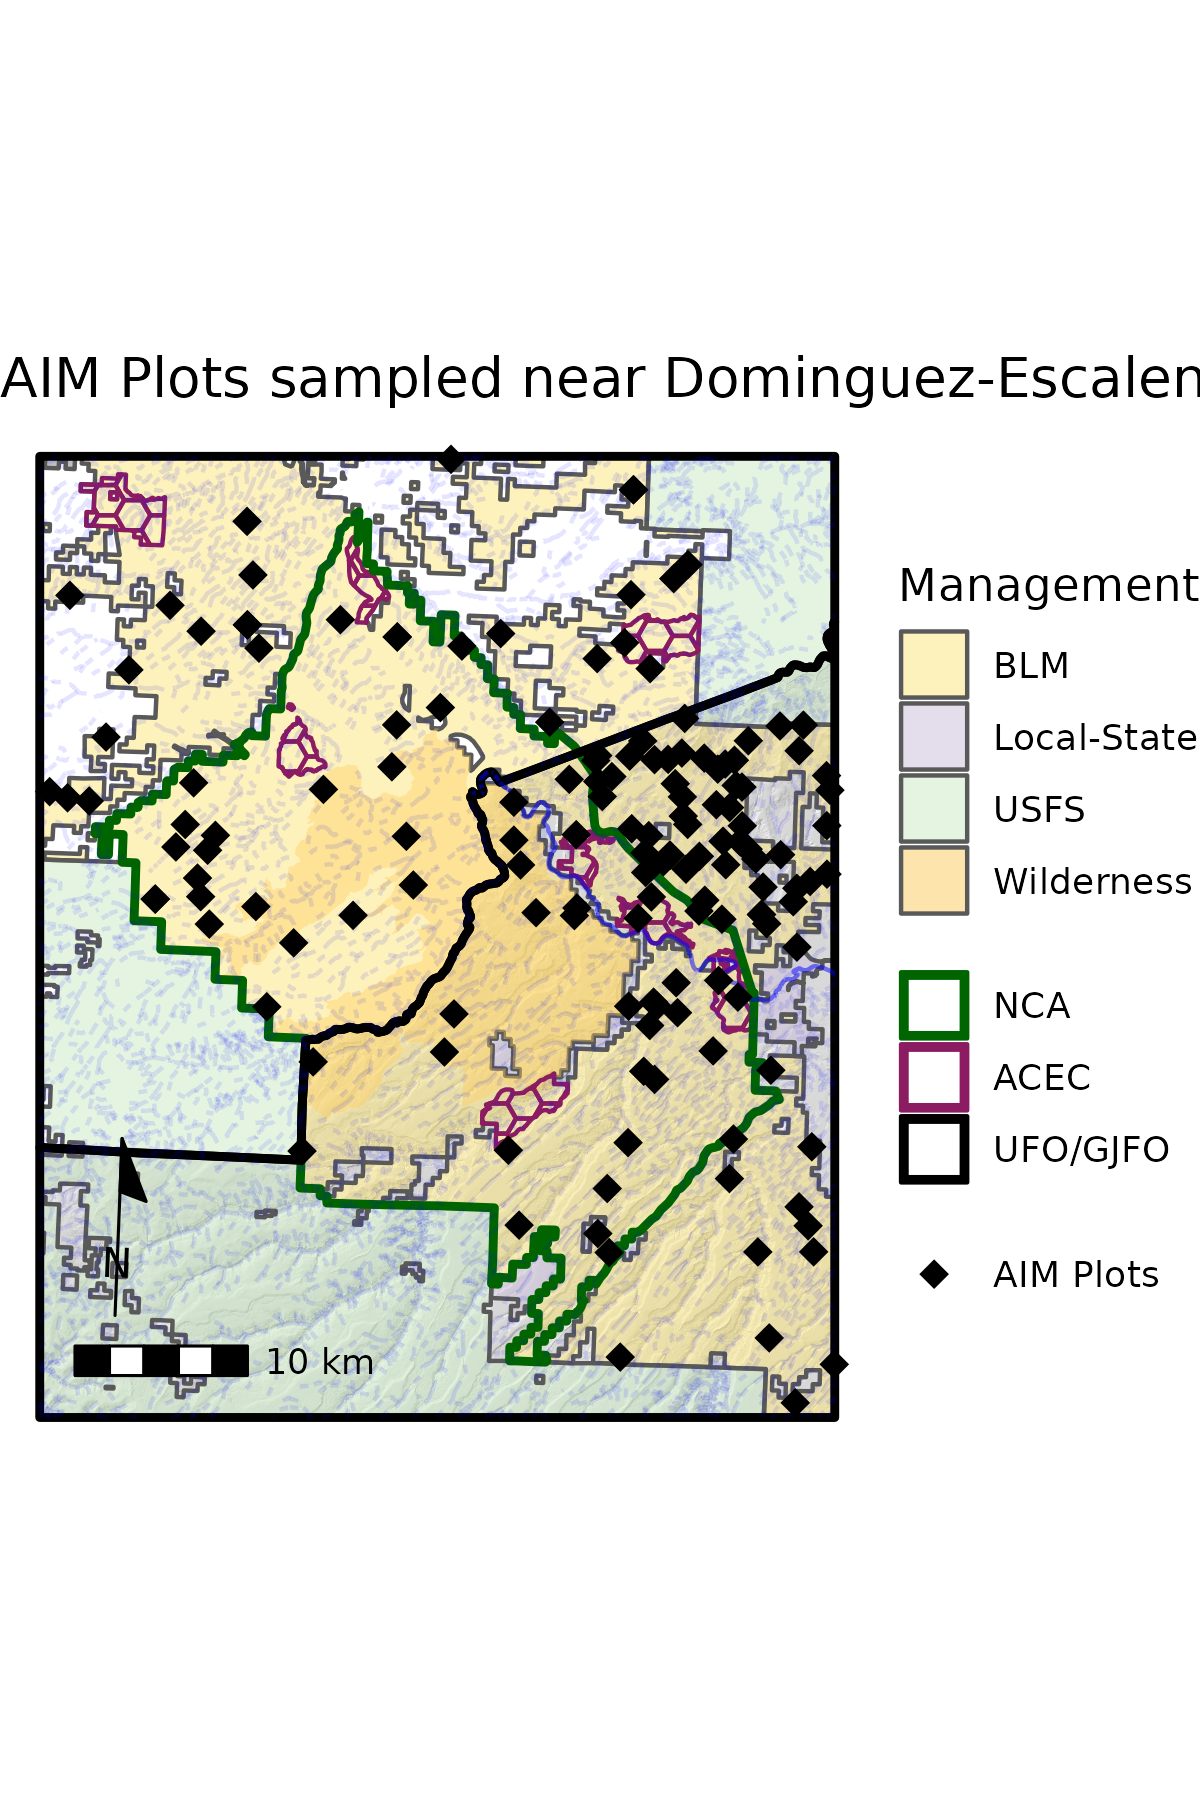 AIM Plots sampled near Dominguez-Escalen
Management
BLM
Local-State
USFS
Wilderness
NCA
ACEC
UFO/GJFO
AIM Plots
N
10 km